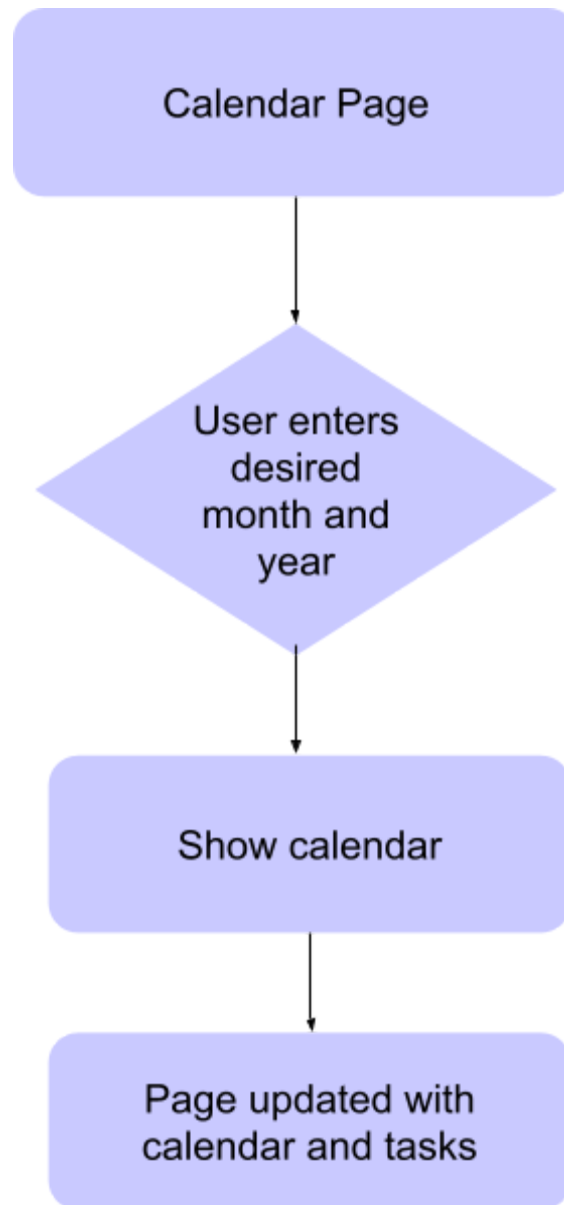 Calendar Page
User enters
desired
month and
year
Show calendar
Page updated with
calendar and tasks